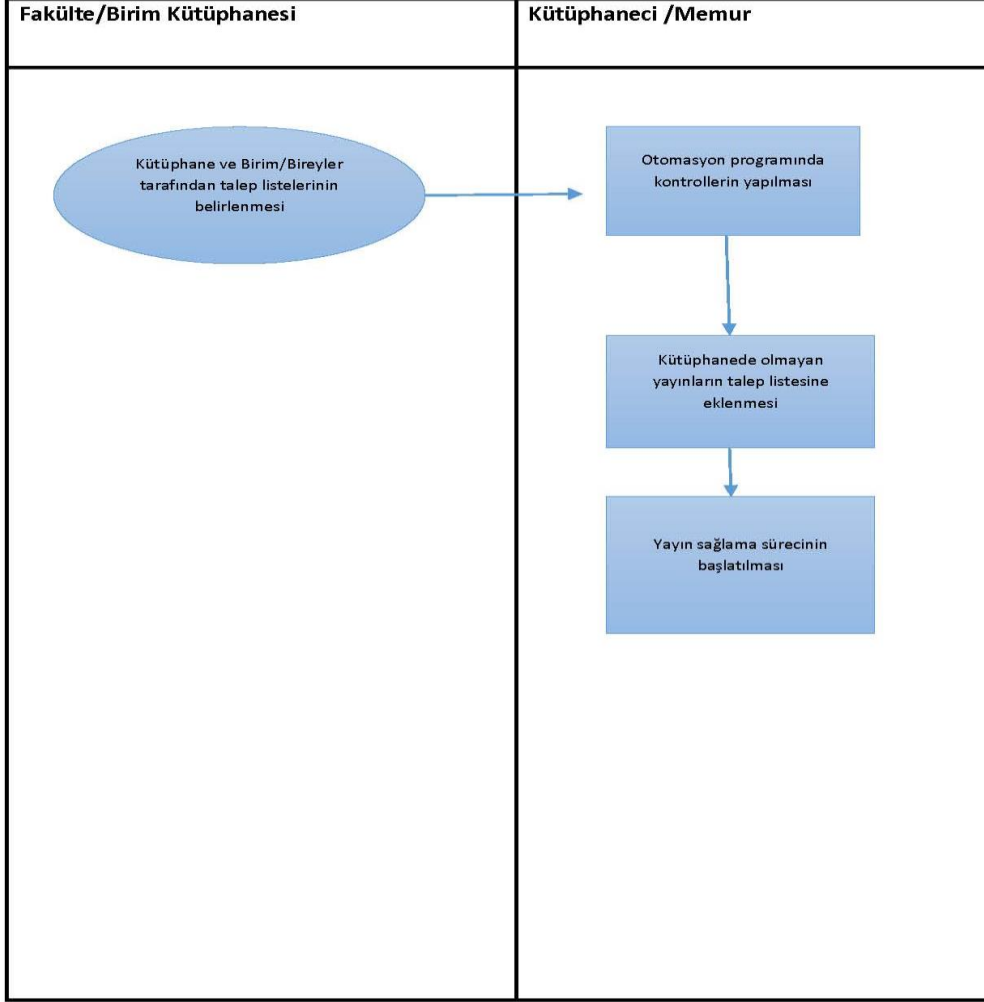 Fakülte/Birim Kütüphanesi
Kütüphaneci /Memur
Kütüphane ve Birim/Bireyler
tarafından talep listelerinin
belirlenmesi
Otomasyon programında
kontrollerin yapılması
Kütüphanede olmayan
yayınların talep listesine
eklenmesi
Yayın sağlama sürecinin
başlatılması